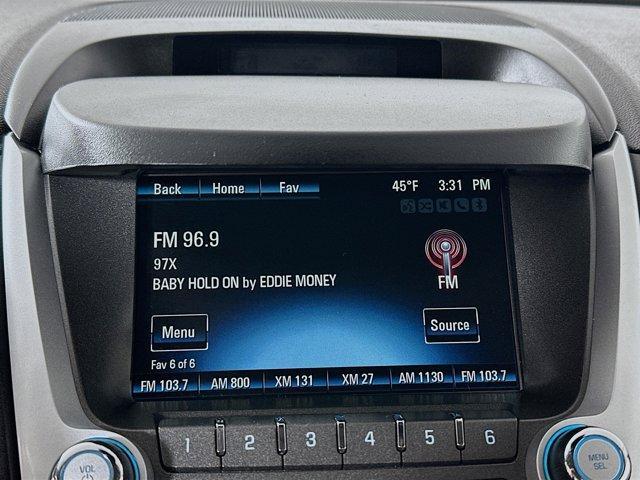 Back Home Fav 45°F 3:31 PM
FM 96.9
97X
BABY HOLD ON by EDDIE MONEY
FM
Menu Source
Fav 6 of 6
FM 103.7 AM 800 XM 131 XM 27 AM 1130 FM 103.7
1 2 3 4 5 6
VOL MENU
SEL